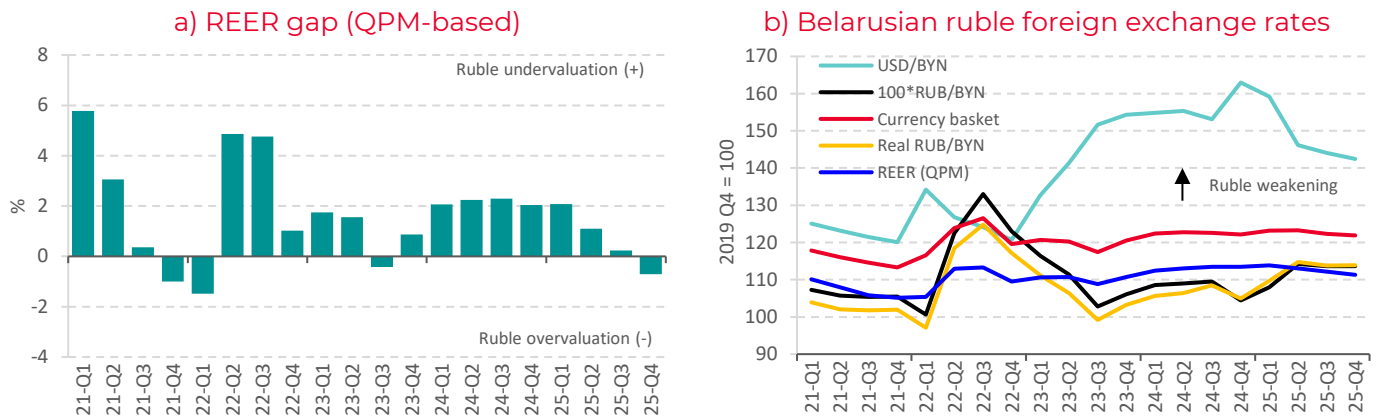 a) REER gap (QPM-based)
8
6
4
2
0
-2
-4
%
Ruble undervaluation (+)
Ruble overvaluation (-)
21-Q1
21-Q2
21-Q3
21-Q4
22-Q1
22-Q2
22-Q3
22-Q4
23-Q1
23-Q2
23-Q3
23-Q4
24-Q1
24-Q2
24-Q3
24-Q4
25-Q1
25-Q2
25-Q3
25-Q4
b) Belarusian ruble foreign exchange rates
170
160
150
140
130
120
110
100
90
2019 Q4 = 100
USD/BYN
100*RUB/BYN
Currency basket
Real RUB/BYN
REER (QPM)
Ruble weakening
21-Q1
21-Q2
21-Q3
21-Q4
22-Q1
22-Q2
22-Q3
22-Q4
23-Q1
23-Q2
23-Q3
23-Q4
24-Q1
24-Q2
24-Q3
24-Q4
25-Q1
25-Q2
25-Q3
25-Q4